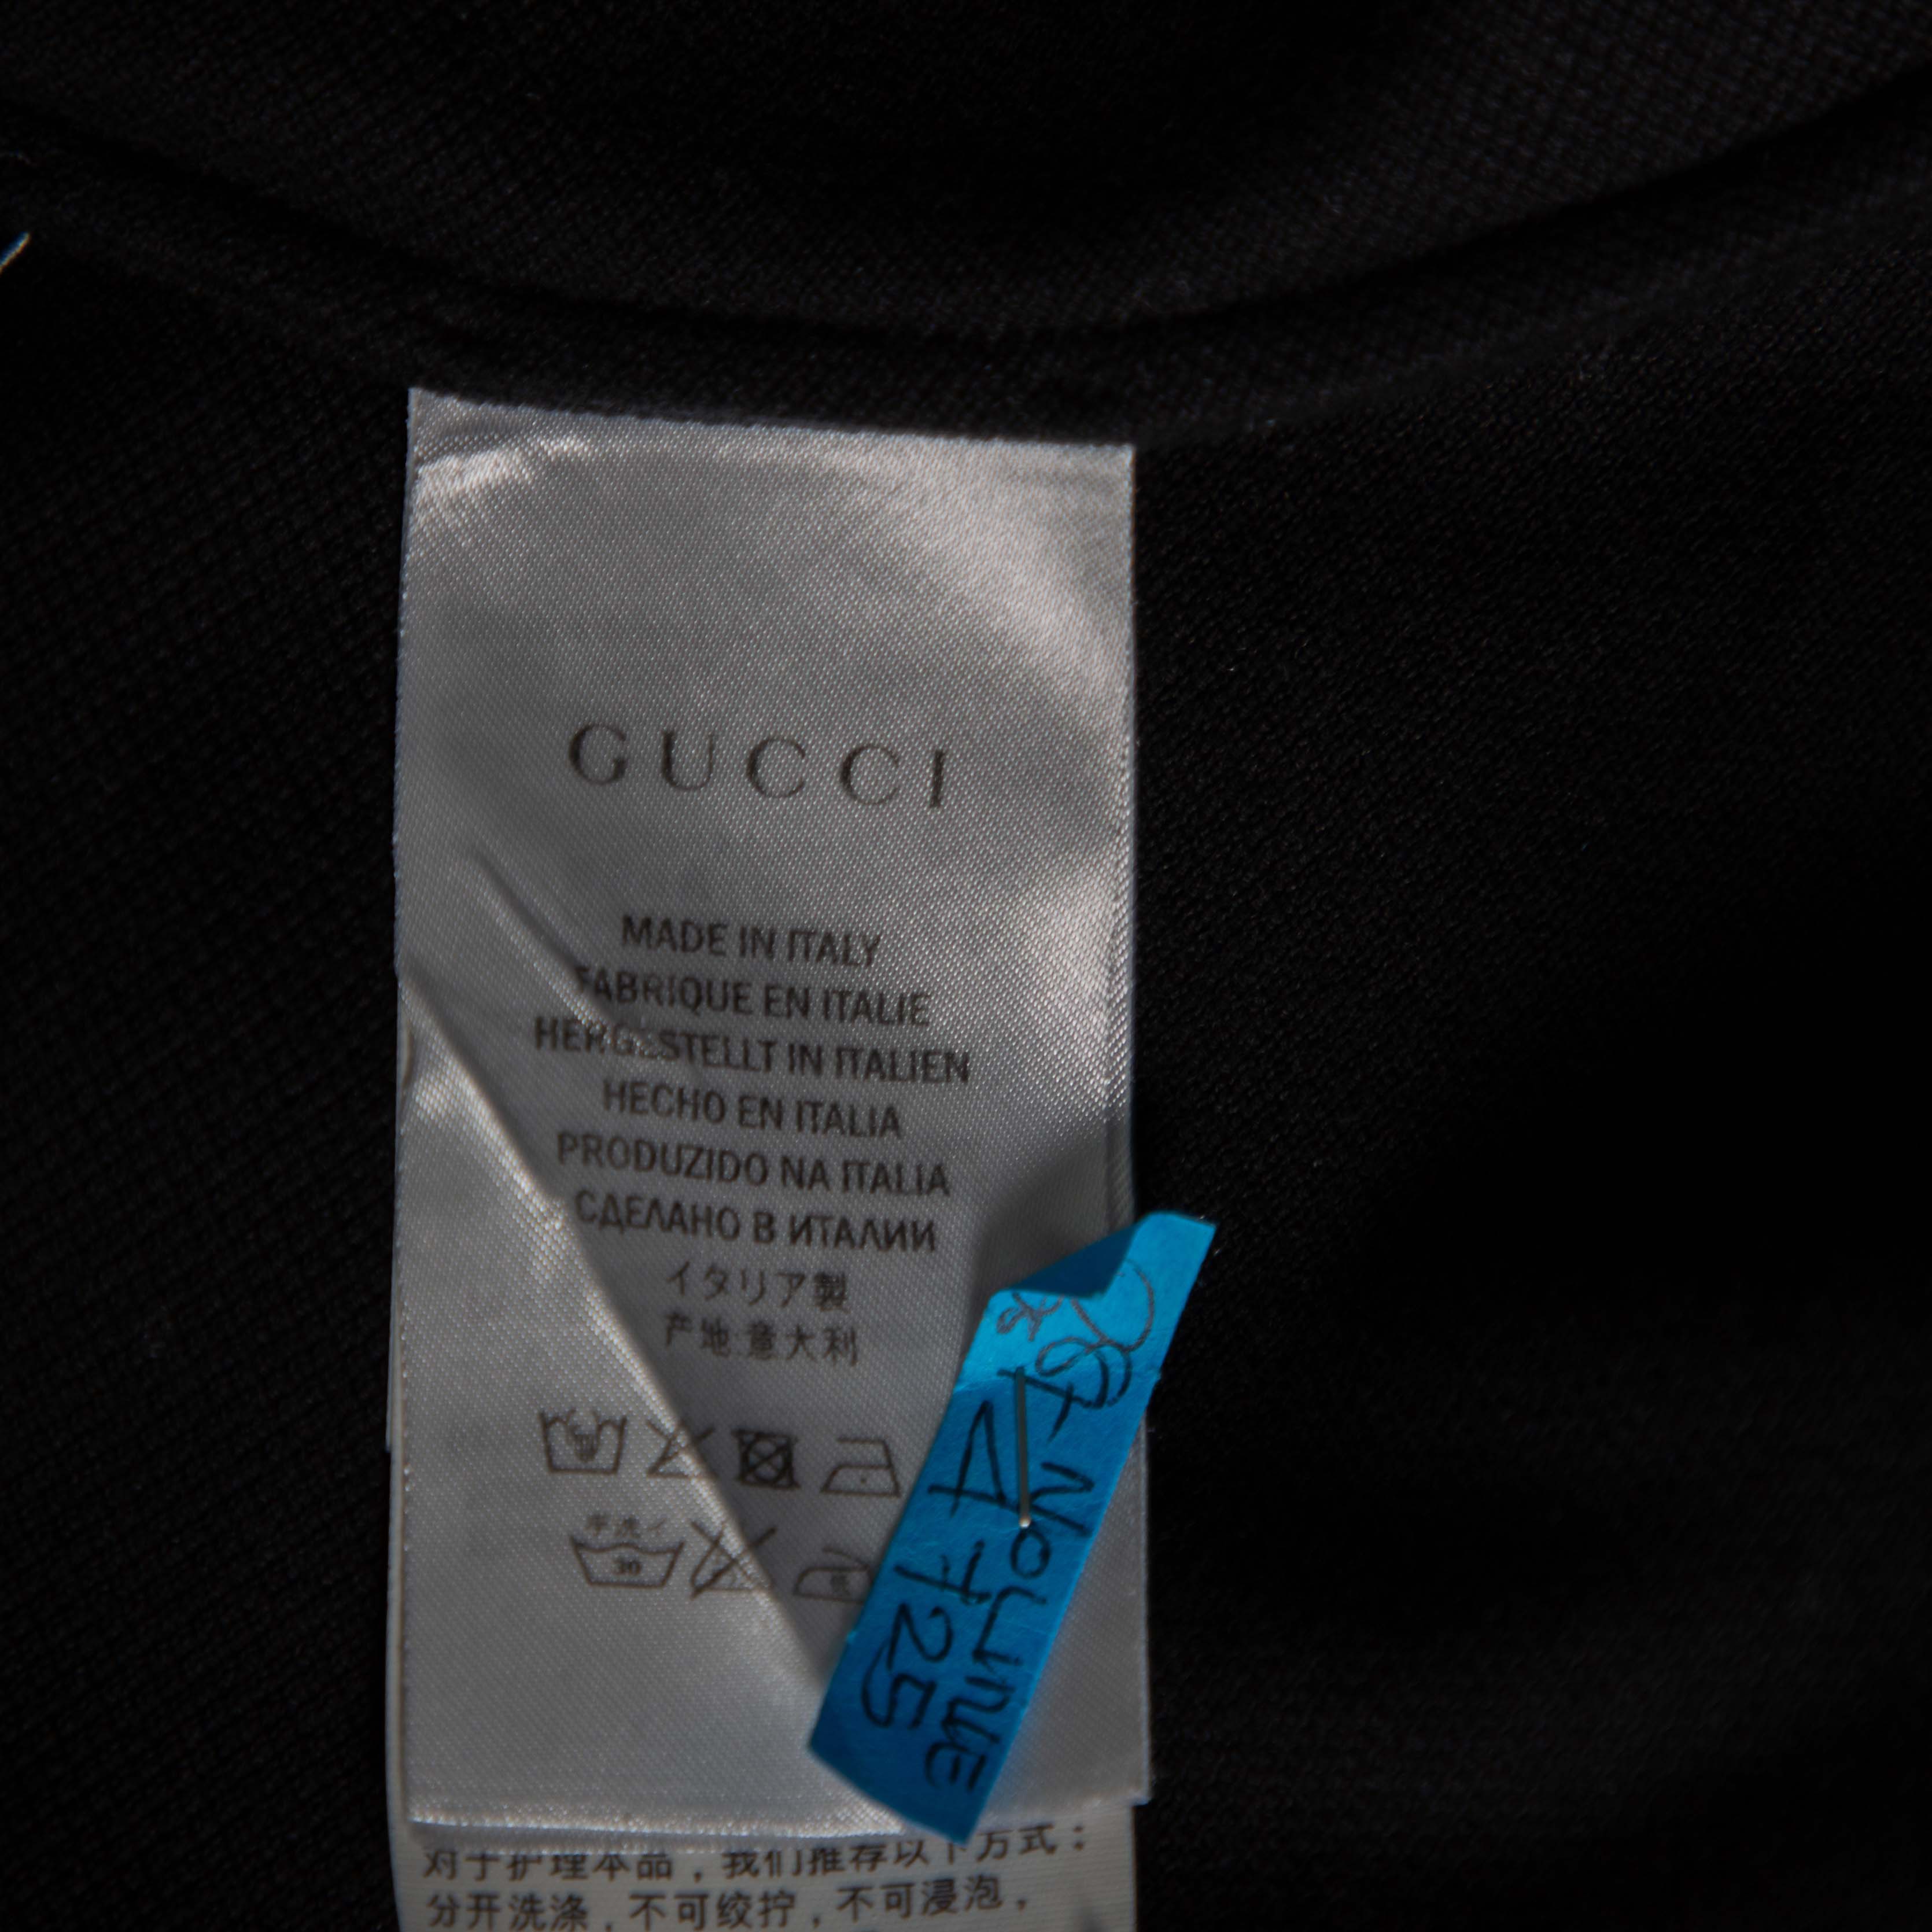 GUCCI
MADE IN ITALY
FABRIQUE EN ITALIE
HERGESTELLT IN ITALIEN
HECHO EN ITALIA
PRODUZIDO NA ITALIA
СДЕЛАНО В ИТАЛИИ
イタリア製
产地:意大利
30
725
对于护理本品，我们推荐以下方式：
分开洗涤，不可绞拧，不可浸泡，